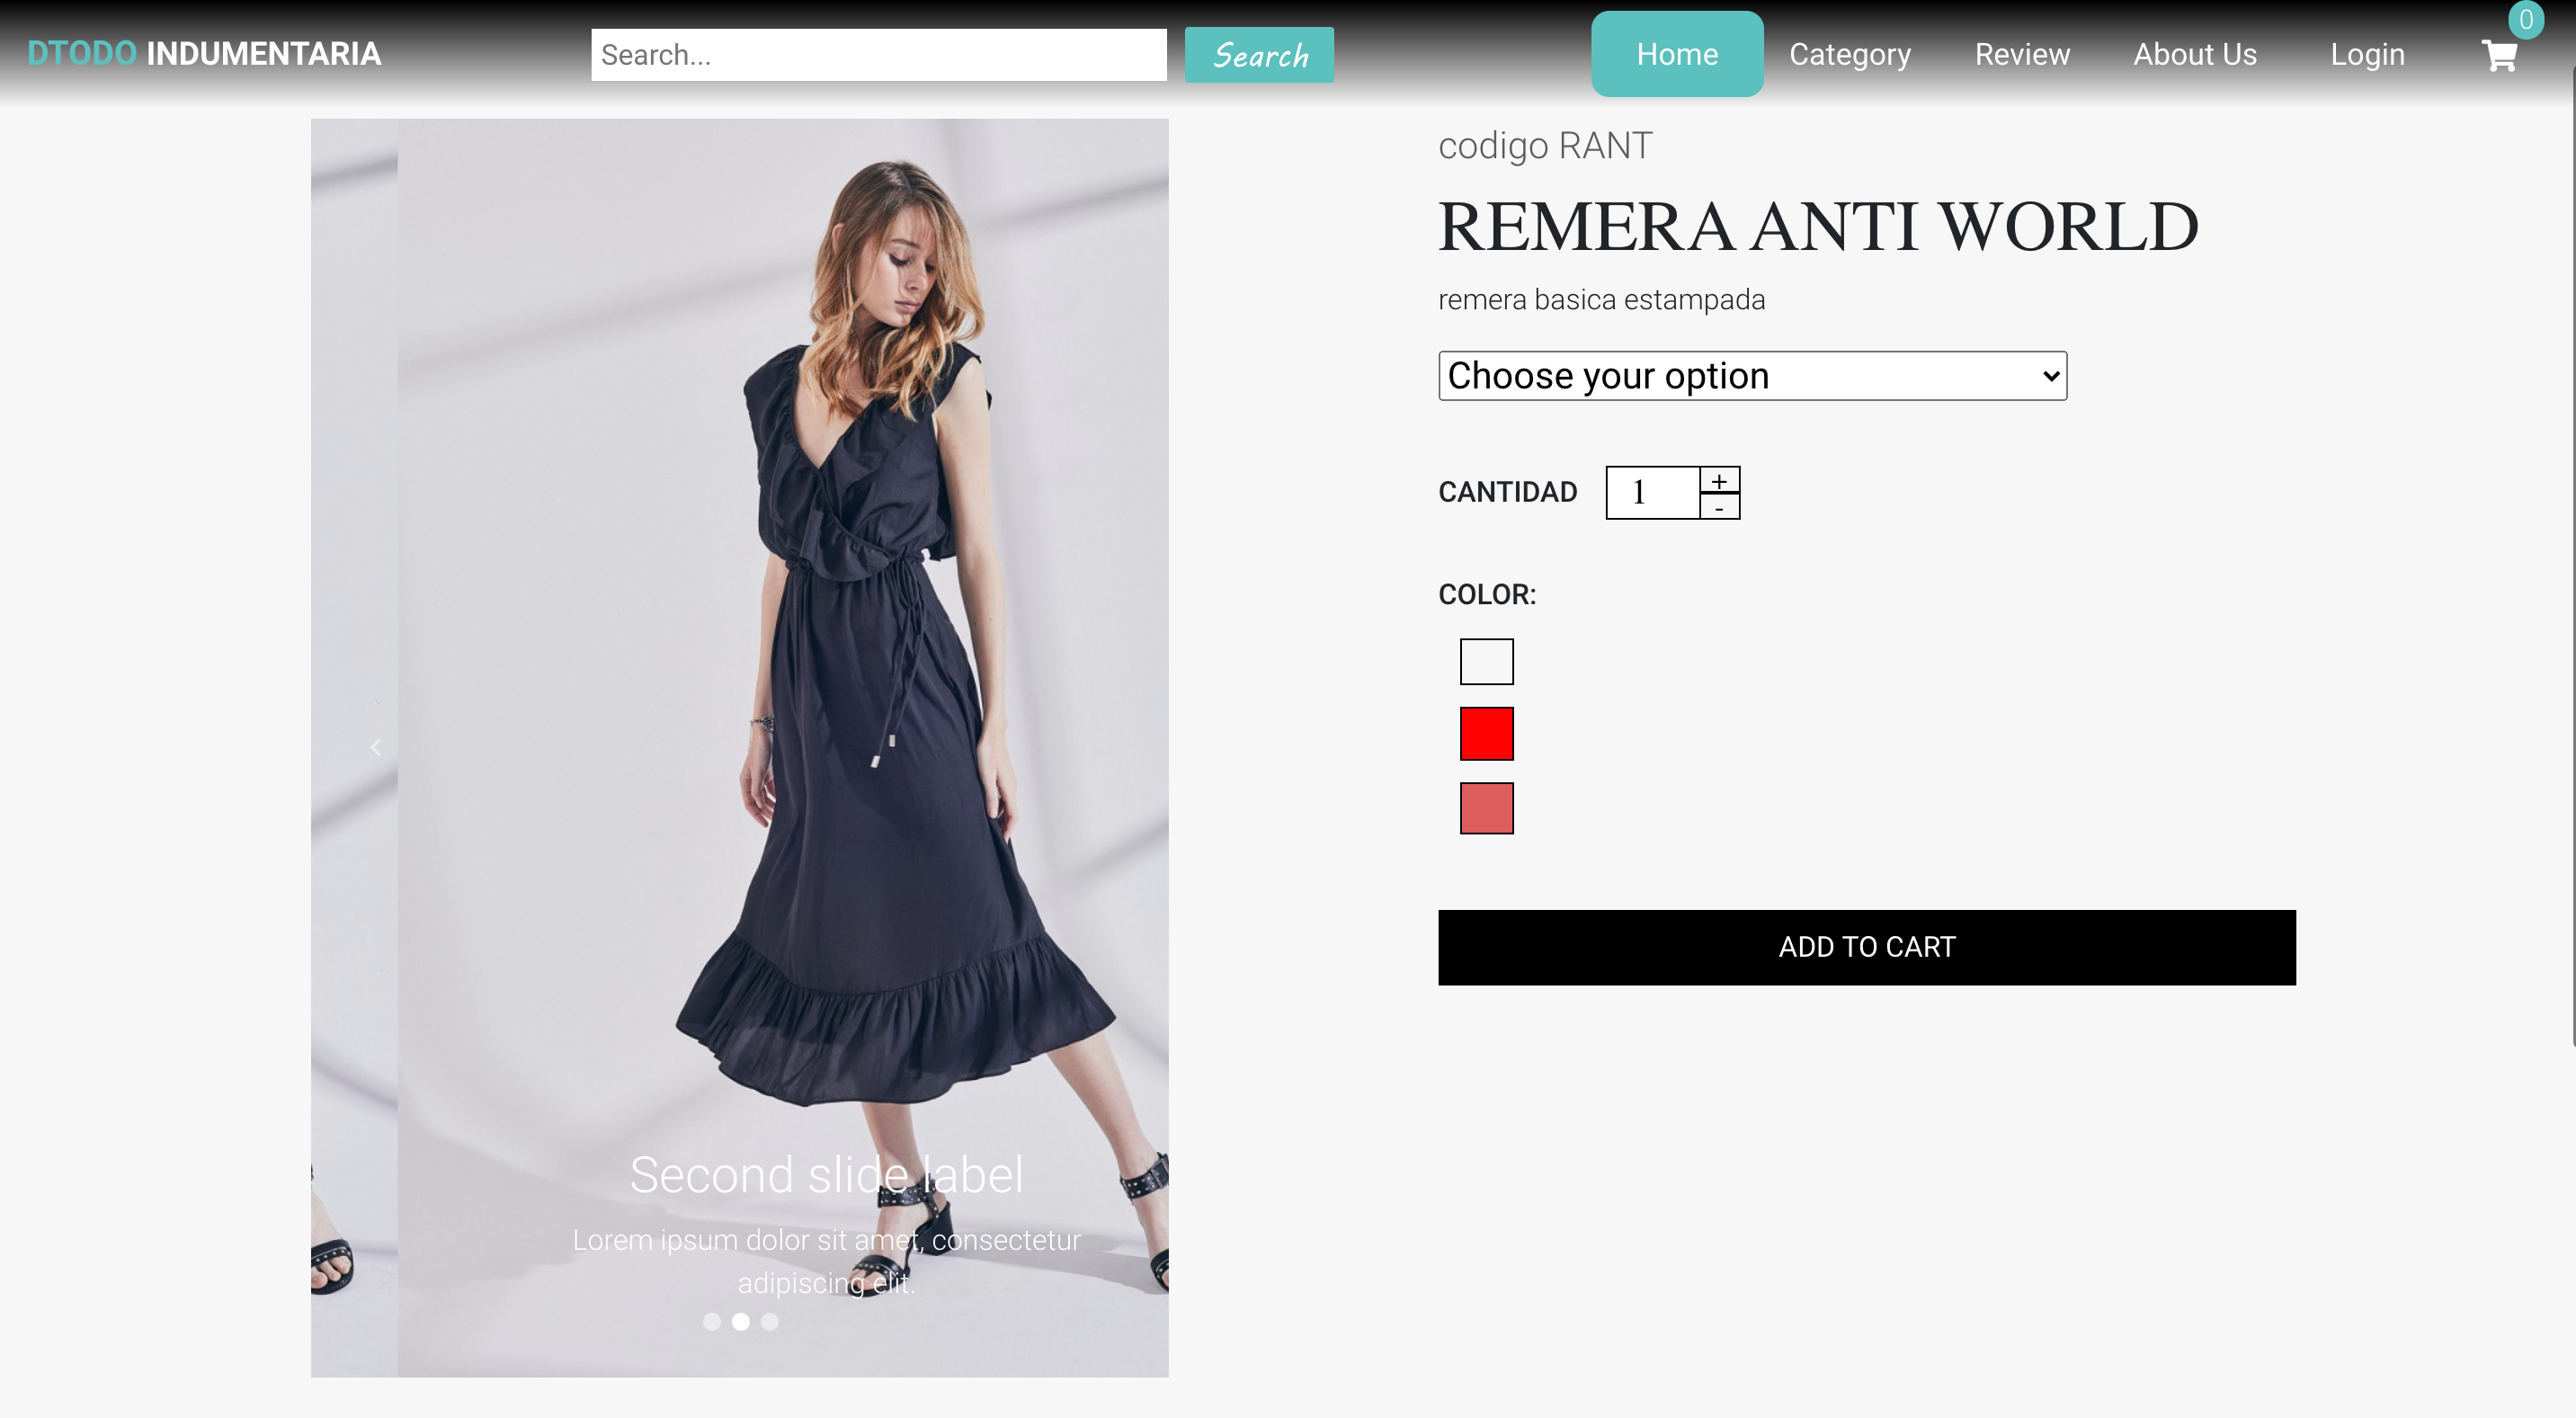 DTODO INDUMENTARIA
Search...
Search
Home
Category
Review
About Us
Login
0
codigo RANT
REMERA ANTI WORLD
remera basica estampada
Choose your option
CANTIDAD
1
+
-
COLOR:
ADD TO CART
Second slide label
Lorem ipsum dolor sit amet, consectetur
adipiscing elit.